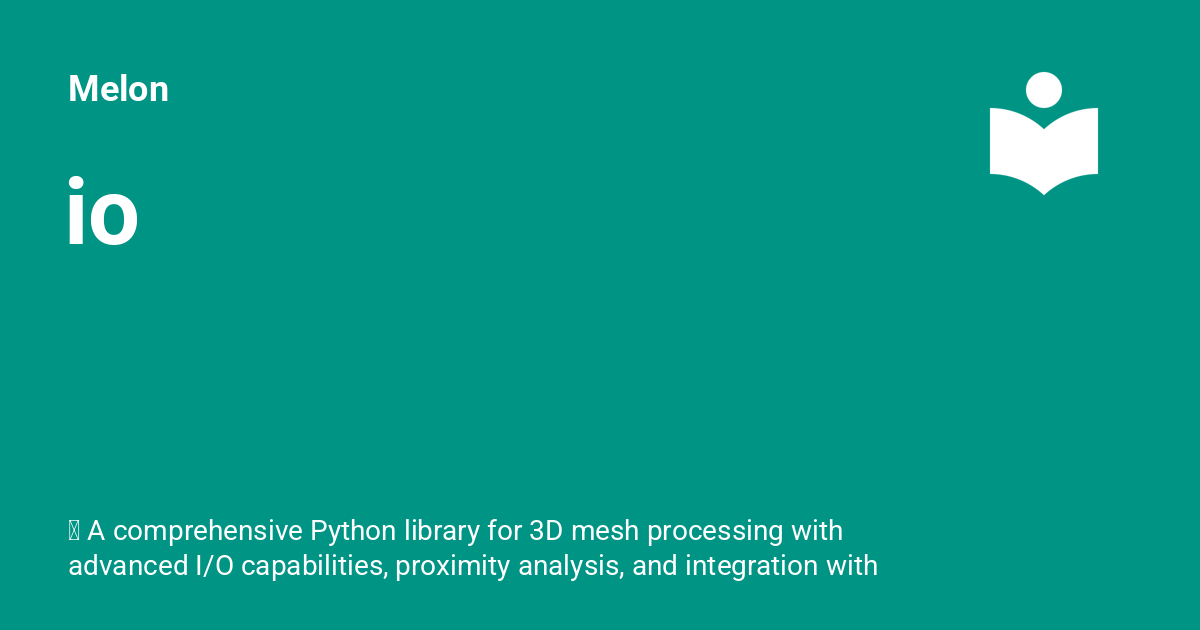 Melon
io
A comprehensive Python library for 3D mesh processing with
advanced I/O capabilities, proximity analysis, and integration with